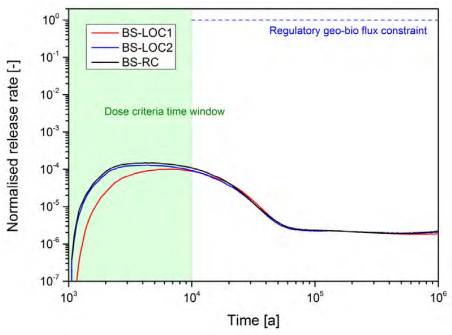 10⁰
10⁻¹
10⁻²
10⁻³
10⁻⁴
10⁻⁵
10⁻⁶
10⁻⁷
Normalised release rate [-]
BS-LOC1
BS-LOC2
BS-RC
Regulatory geo-bio flux constraint
Dose criteria time window
10³
10⁴
10⁵
10⁶
Time [a]